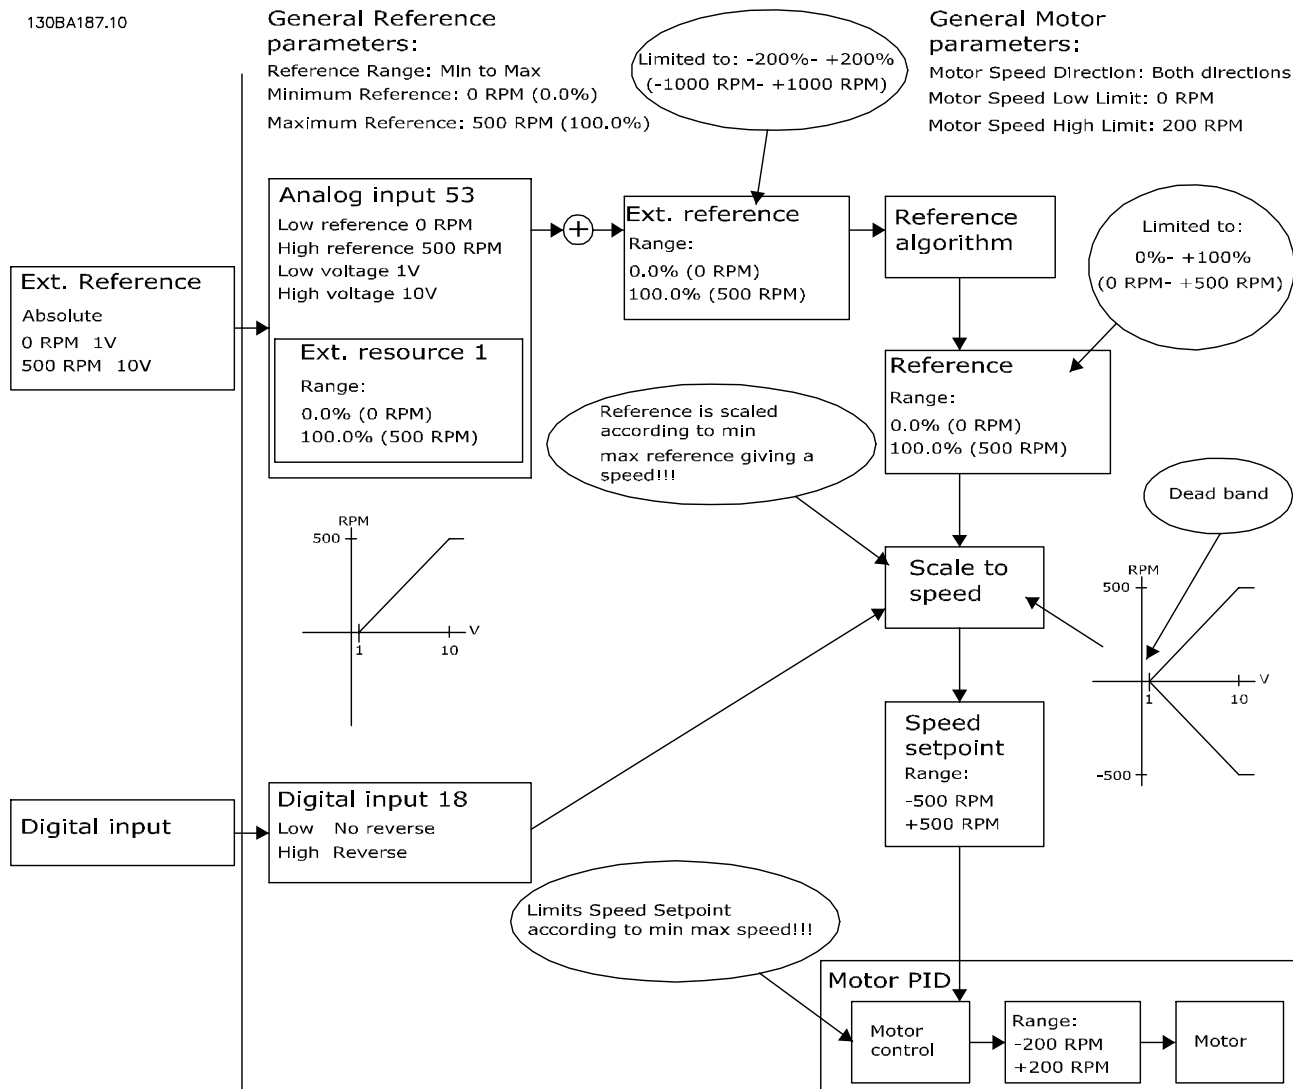 130BA187.10
General Reference
parameters:
Reference Range: Min to Max
Minimum Reference: 0 RPM (0.0%)
Maximum Reference: 500 RPM (100.0%)
Limited to: -200%- +200%
(-1000 RPM- +1000 RPM)
General Motor
parameters:
Motor Speed Direction: Both directions
Motor Speed Low Limit: 0 RPM
Motor Speed High Limit: 200 RPM
Ext. Reference
Absolute
0 RPM 1V
500 RPM 10V
Analog input 53
Low reference 0 RPM
High reference 500 RPM
Low voltage 1V
High voltage 10V
Ext. resource 1
Range:
0.0% (0 RPM)
100.0% (500 RPM)
+
Ext. reference
Range:
0.0% (0 RPM)
100.0% (500 RPM)
Reference
algorithm
Limited to:
0%- +100%
(0 RPM- +500 RPM)
Reference
Range:
0.0% (0 RPM)
100.0% (500 RPM)
Reference is scaled
according to min
max reference giving a
speed!!!
Dead band
RPM
500
V
1
10
Scale to
speed
RPM
500
V
1
10
-500
Speed
setpoint
Range:
-500 RPM
+500 RPM
Digital input
Digital input 18
Low No reverse
High Reverse
Limits Speed Setpoint
according to min max speed!!!
Motor PID
Motor
control
Range:
-200 RPM
+200 RPM
Motor